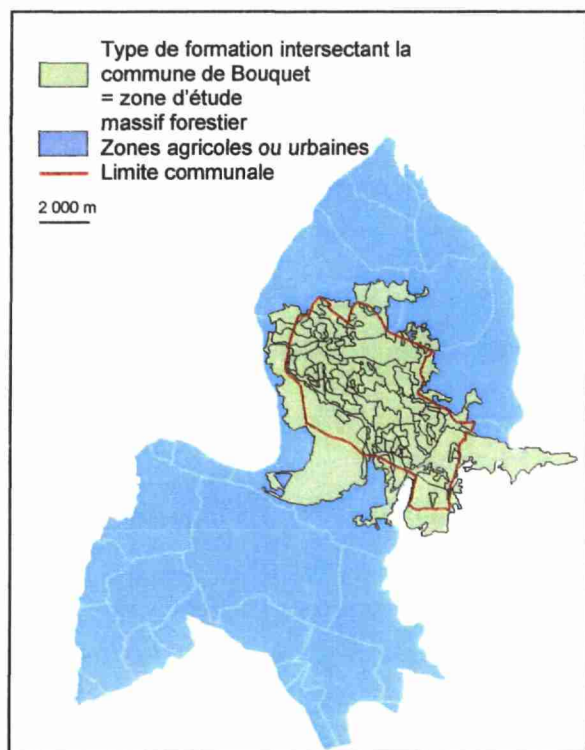 Type de formation intersectant la
commune de Bouquet
= zone d'étude
massif forestier
Zones agricoles ou urbaines
Limite communale
2 000 m